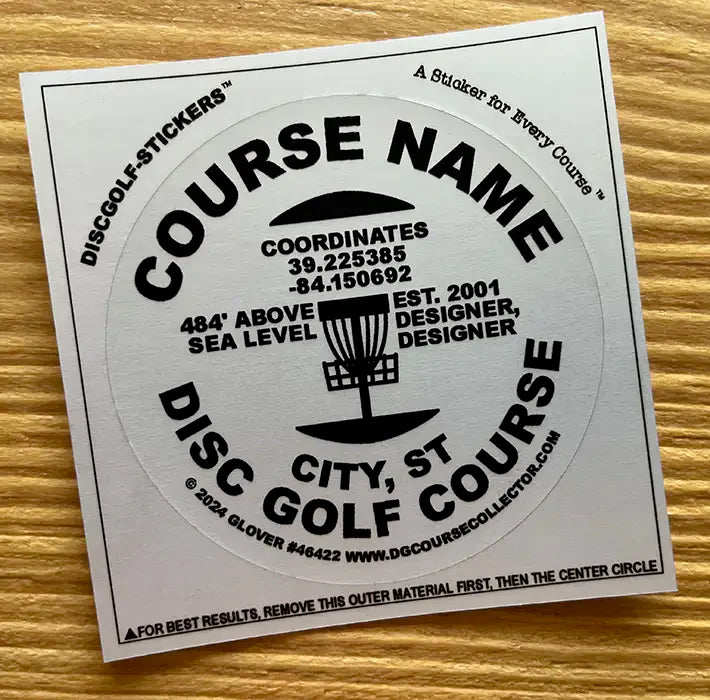 DISCGOLF-STICKERS™
A Sticker for Every Course ™
COURSE NAME
COORDINATES
39.225385
-84.150692
484' ABOVE
SEA LEVEL
EST. 2001
DESIGNER,
DESIGNER
CITY, ST
DISC GOLF COURSE
© 2024 GLOVER #46422 WWW.DGCOURSECOLLECTOR.COM
▲FOR BEST RESULTS, REMOVE THIS OUTER MATERIAL FIRST, THEN THE CENTER CIRCLE